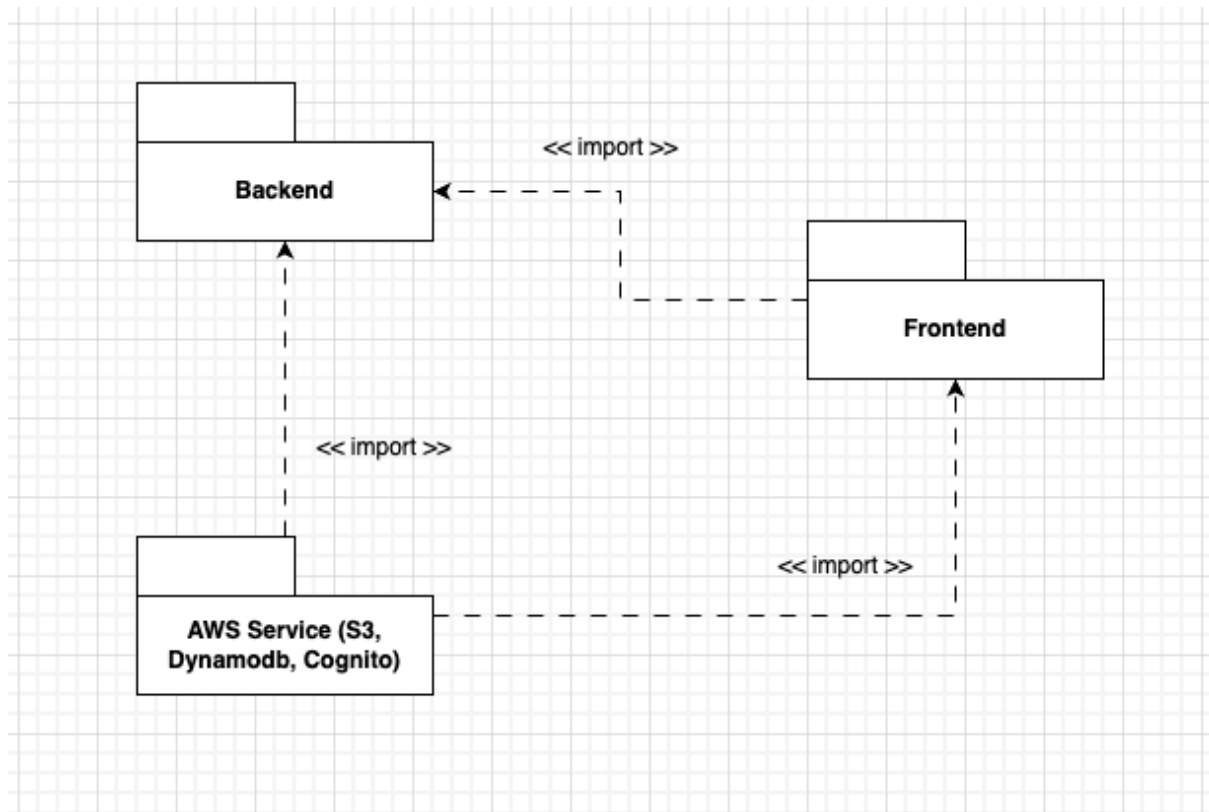 << import >>
Backend
Frontend
<< import >>
<< import >>
AWS Service (S3,
Dynamodb, Cognito)